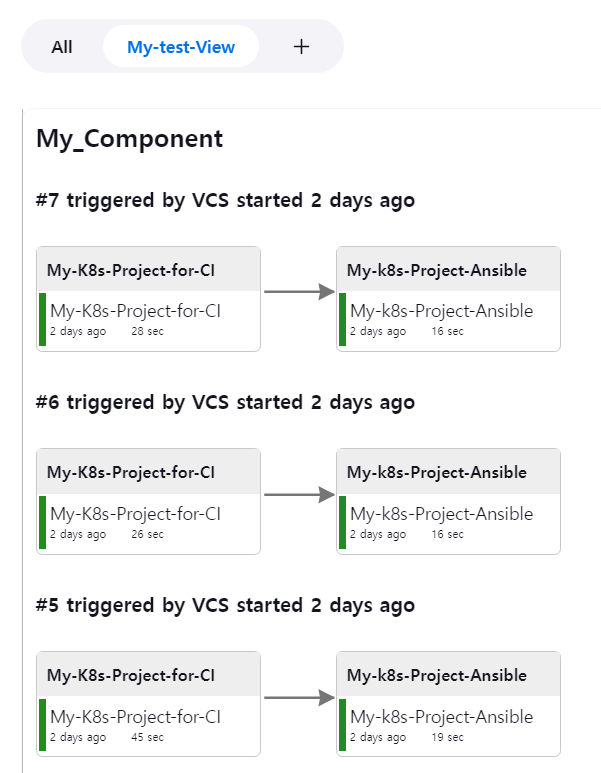 All My-test-View +
My_Component
#7 triggered by VCS started 2 days ago
My-K8s-Project-for-CI My-k8s-Project-Ansible
My-K8s-Project-for-CI My-k8s-Project-Ansible
2 days ago 28 sec 2 days ago 16 sec
#6 triggered by VCS started 2 days ago
My-K8s-Project-for-CI My-k8s-Project-Ansible
My-K8s-Project-for-CI My-k8s-Project-Ansible
2 days ago 26 sec 2 days ago 16 sec
#5 triggered by VCS started 2 days ago
My-K8s-Project-for-CI My-k8s-Project-Ansible
My-K8s-Project-for-CI My-k8s-Project-Ansible
2 days ago 45 sec 2 days ago 19 sec